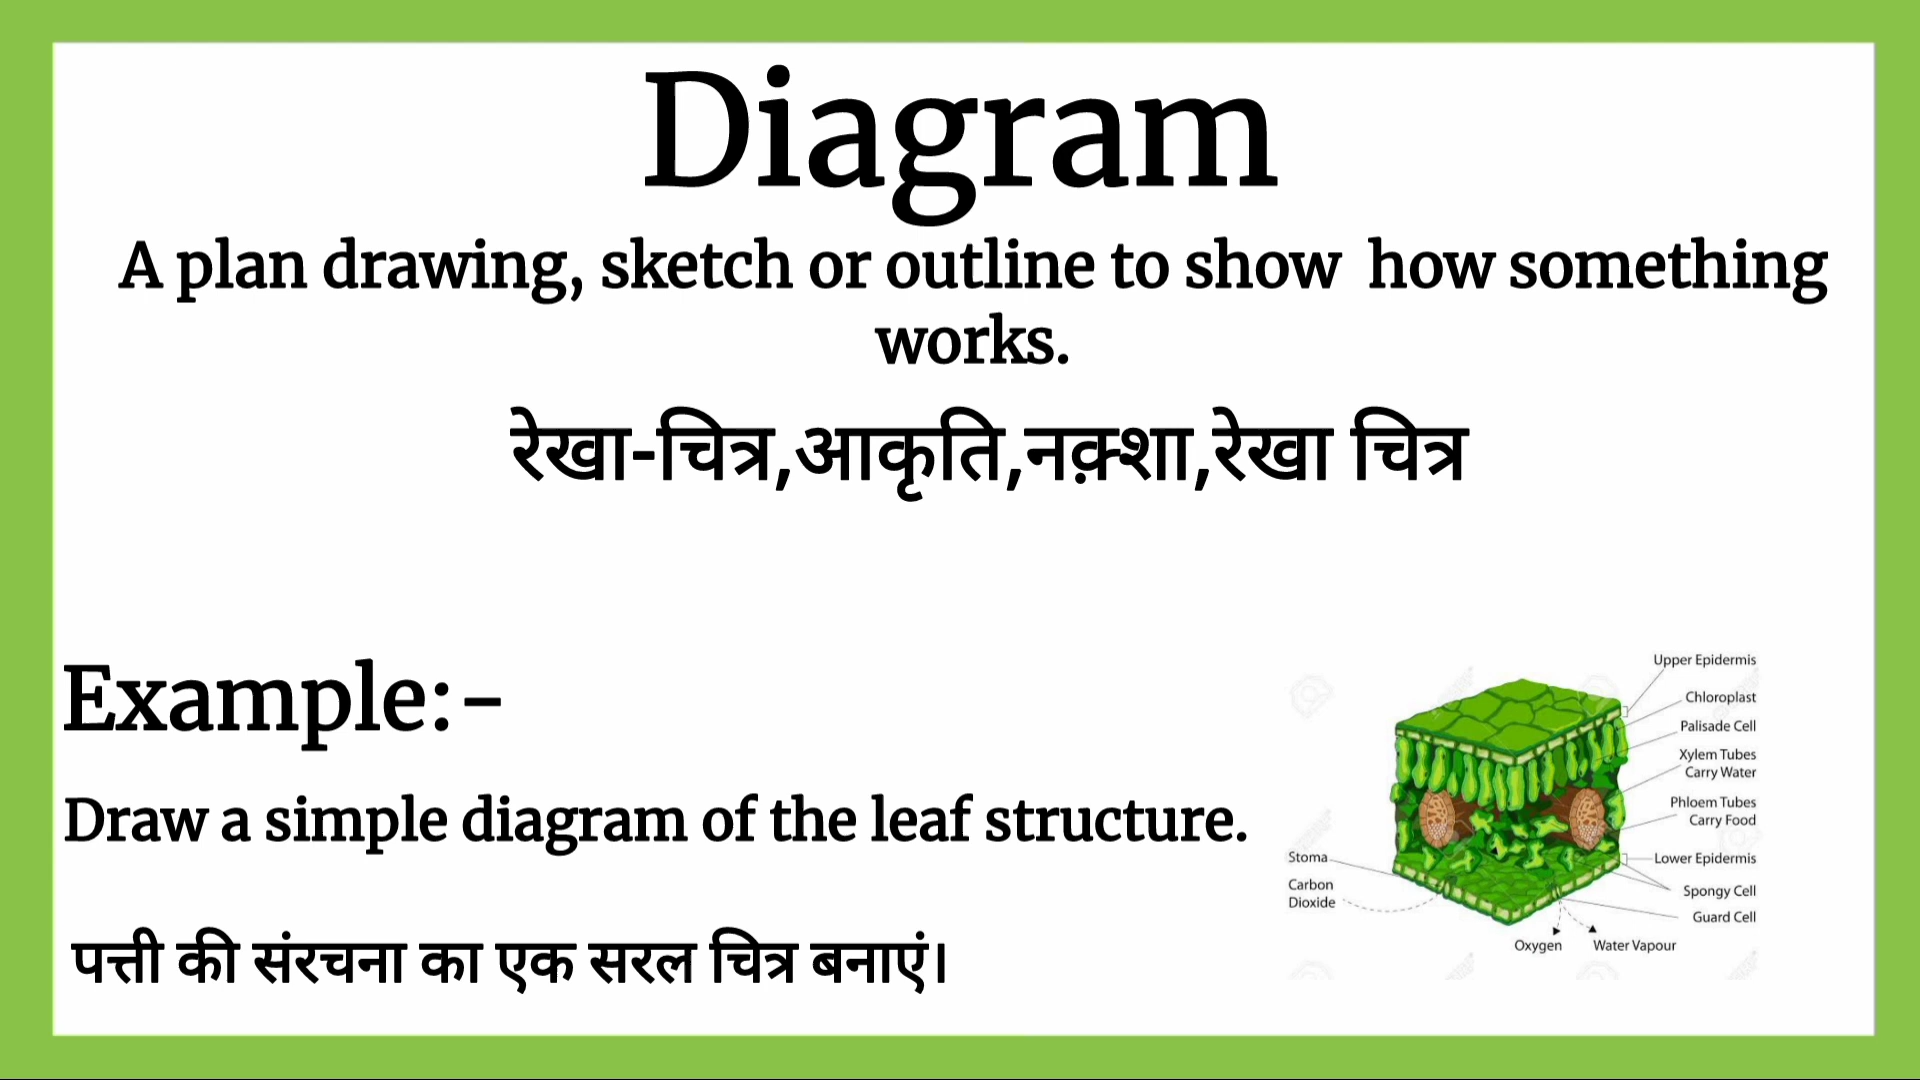 Diagram
A plan drawing, sketch or outline to show how something
works.
रेखा-चित्र,आकृति,नक़्शा,रेखा चित्र
Example:-
Draw a simple diagram of the leaf structure.
पत्ती की संरचना का एक सरल चित्र बनाएं।
Upper Epidermis
Chloroplast
Palisade Cell
Xylem Tubes
Carry Water
Phloem Tubes
Carry Food
Lower Epidermis
Spongy Cell
Guard Cell
Stoma
Carbon
Dioxide
Oxygen
Water Vapour